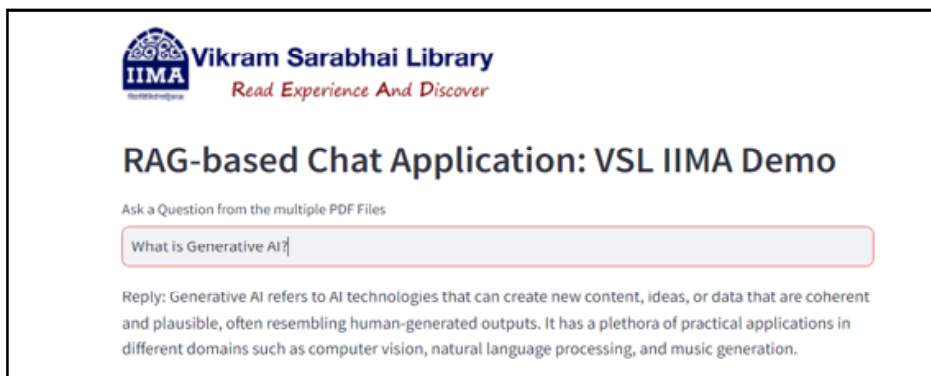 IIMA
Vikram Sarabhai Library
Read Experience And Discover
RAG-based Chat Application: VSL IIMA Demo
Ask a Question from the multiple PDF Files
What is Generative AI?
Reply: Generative AI refers to AI technologies that can create new content, ideas, or data that are coherent
and plausible, often resembling human-generated outputs. It has a plethora of practical applications in
different domains such as computer vision, natural language processing, and music generation.